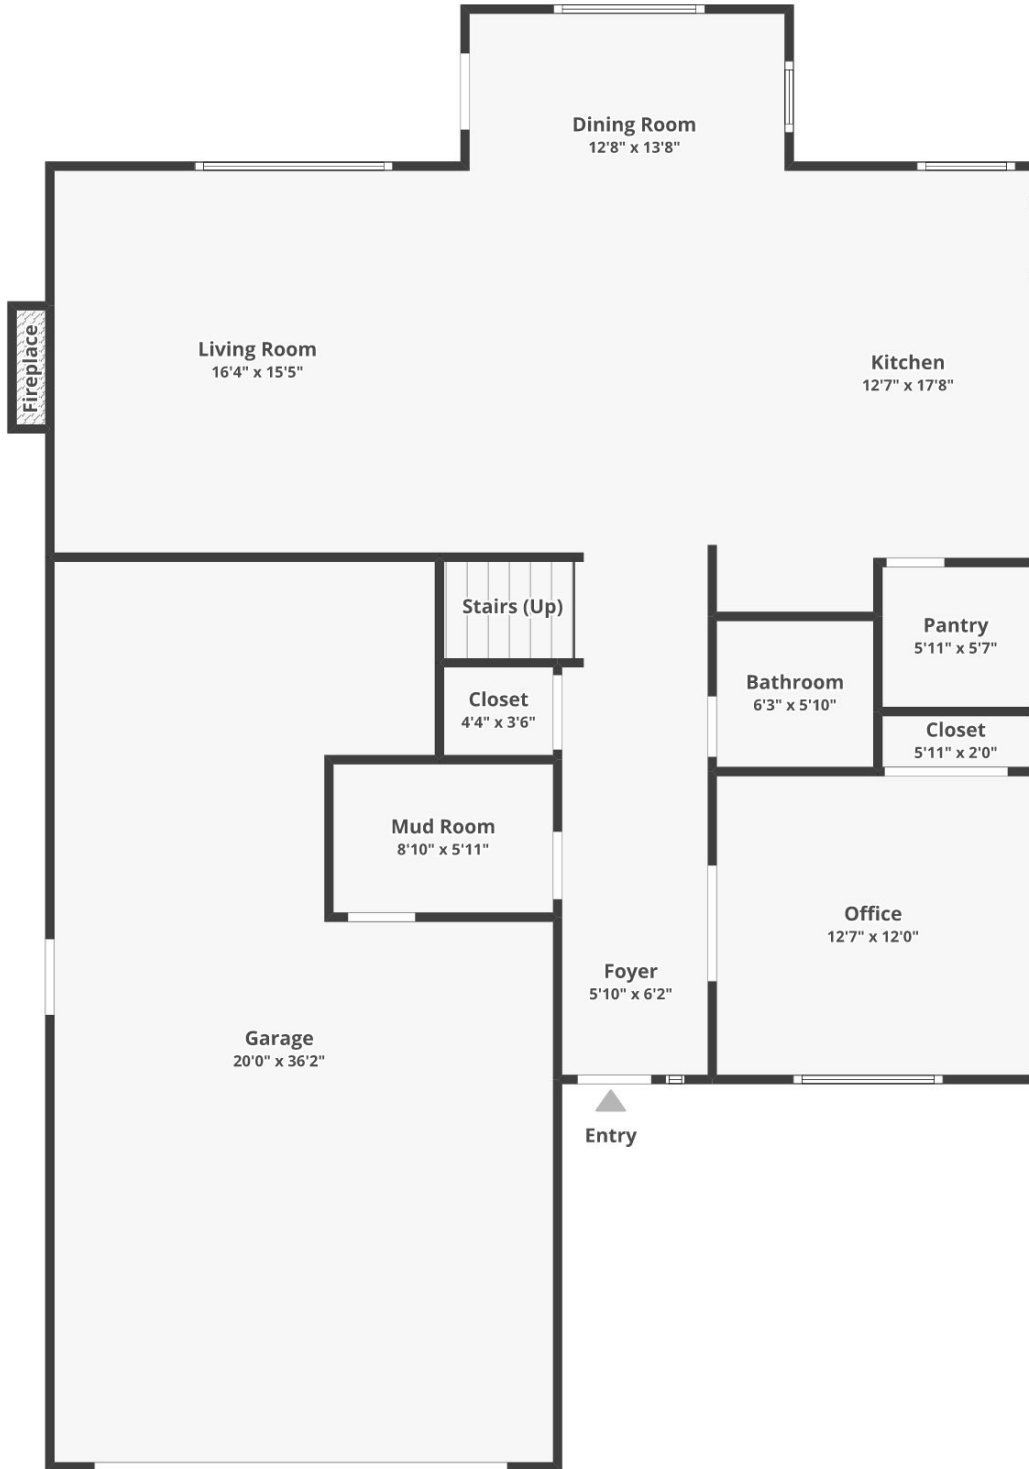 Dining Room
12'8" x 13'8"
Living Room
16'4" x 15'5"
Fireplace
Kitchen
12'7" x 17'8"
Stairs (Up)
Pantry
5'11" x 5'7"
Closet
4'4" x 3'6"
Bathroom
6'3" x 5'10"
Closet
5'11" x 2'0"
Mud Room
8'10" x 5'11"
Office
12'7" x 12'0"
Foyer
5'10" x 6'2"
Garage
20'0" x 36'2"
Entry